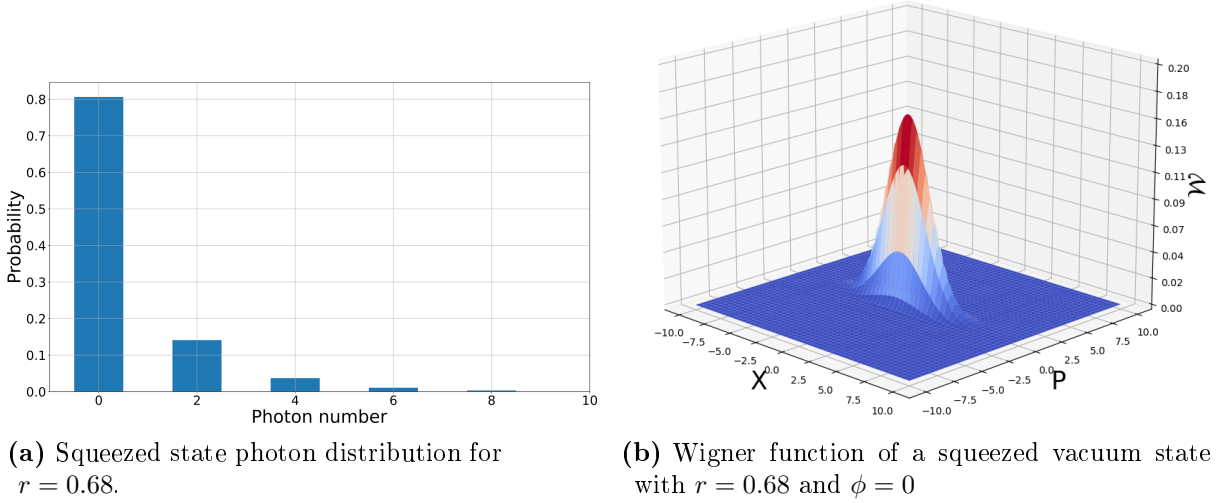 0.8
0.7
0.6
0.5
0.4
0.3
0.2
0.1
0.0
Probability
0 2 4 6 8 10
Photon number
0.20
0.18
0.16
0.13
0.11
0.09
0.07
0.04
0.02
0.00
𝒲
−10.0 −7.5 −5.0 −2.5 0.0 2.5 5.0 7.5 10.0
X
−10.0 −7.5 −5.0 −2.5 0.0 2.5 5.0 7.5 10.0
P
(a) Squeezed state photon distribution for
r = 0.68.
(b) Wigner function of a squeezed vacuum state
with r = 0.68 and ϕ = 0